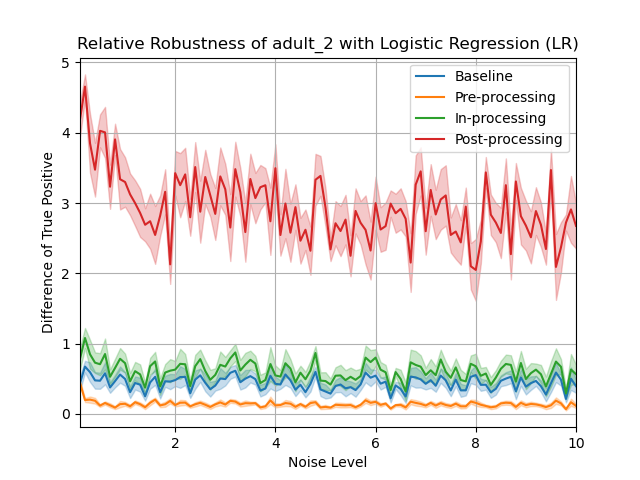 Relative Robustness of adult_2 with Logistic Regression (LR)
Difference of True Positive
5
4
3
2
1
0
Baseline
Pre-processing
In-processing
Post-processing
2
4
6
8
10
Noise Level